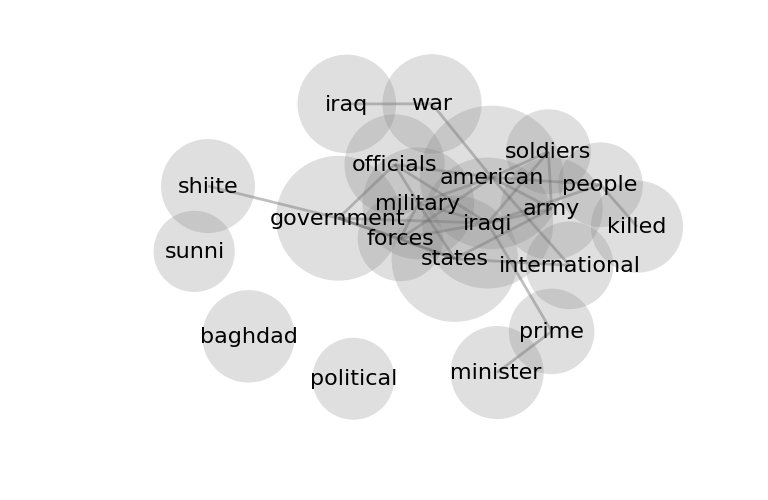 iraq
war
soldiers
officials
american
people
shiite
military
army
government
iraqi
killed
forces
sunni
states
international
prime
baghdad
minister
political